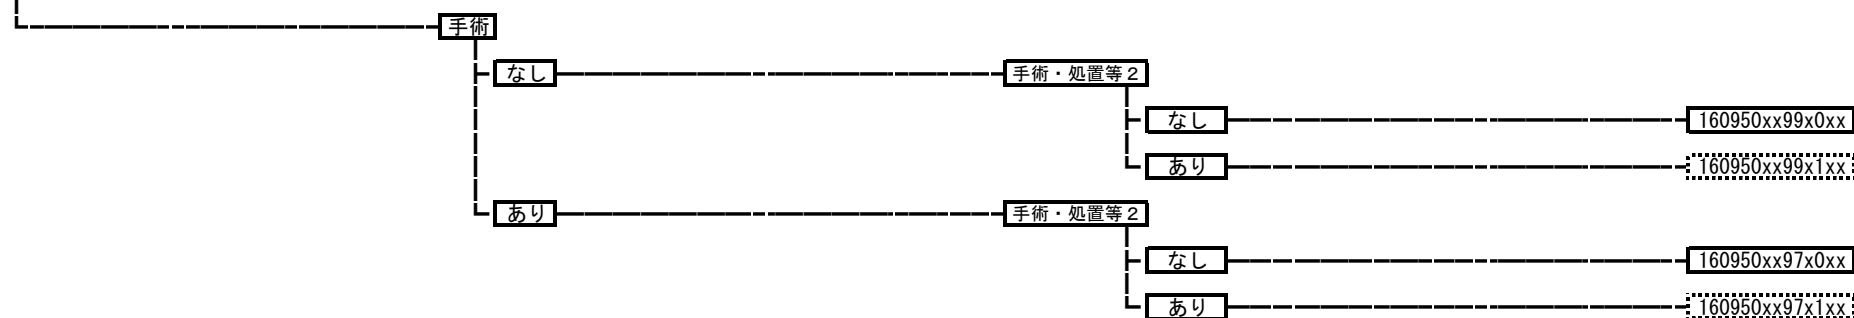 手術
なし 手術・処置等２
なし 160950xx99x0xx
あり 160950xx99x1xx
あり 手術・処置等２
なし 160950xx97x0xx
あり 160950xx97x1xx